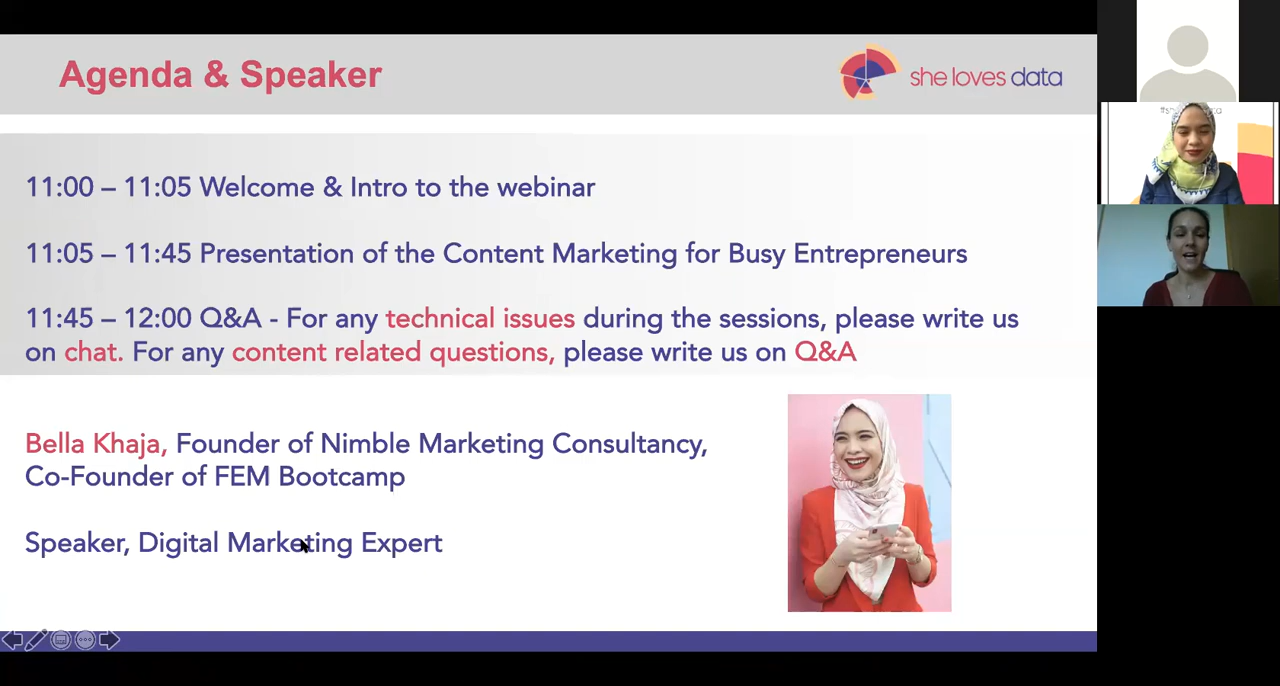 Agenda & Speaker
she loves data
11:00 – 11:05 Welcome & Intro to the webinar
11:05 – 11:45 Presentation of the Content Marketing for Busy Entrepreneurs
11:45 – 12:00 Q&A - For any technical issues during the sessions, please write us
on chat. For any content related questions, please write us on Q&A
Bella Khaja, Founder of Nimble Marketing Consultancy,
Co-Founder of FEM Bootcamp
Speaker, Digital Marketing Expert